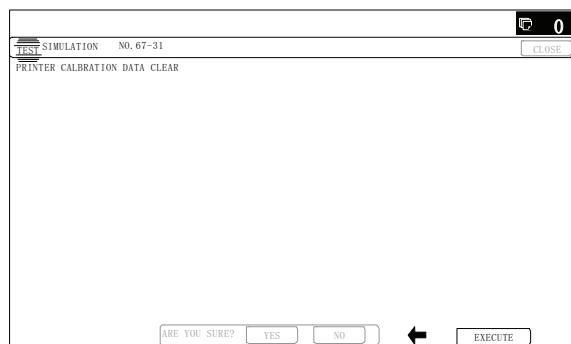 0
TEST SIMULATION NO. 67-31
CLOSE
PRINTER CALBRATION DATA CLEAR
ARE YOU SURE? YES NO
EXECUTE